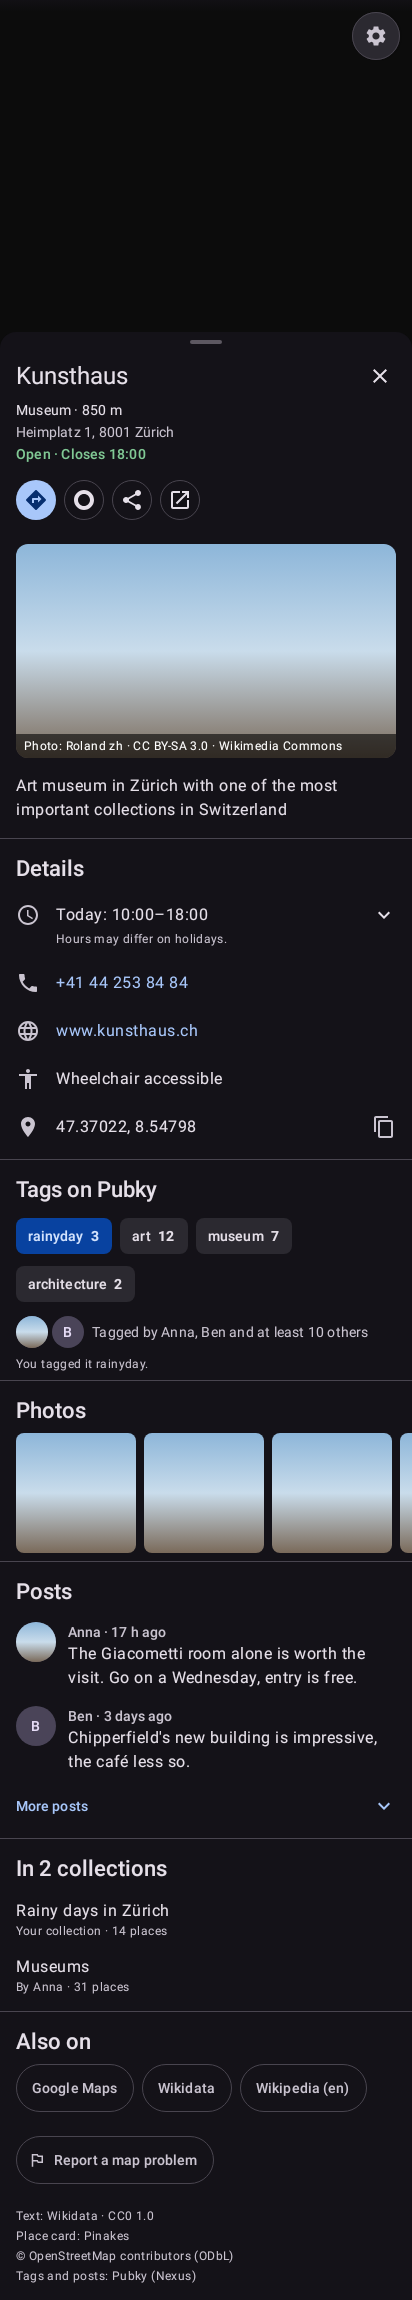 Kunsthaus
Museum · 850 m
Heimplatz 1, 8001 Zürich
Open · Closes 18:00
Photo: Roland zh · CC BY-SA 3.0 · Wikimedia Commons
Art museum in Zürich with one of the most
important collections in Switzerland
Details
Today: 10:00–18:00
Hours may differ on holidays.
+41 44 253 84 84
www.kunsthaus.ch
Wheelchair accessible
47.37022, 8.54798
Tags on Pubky
rainyday 3 art 12 museum 7
architecture 2
B Tagged by Anna, Ben and at least 10 others
You tagged it rainyday.
Photos
Posts
Anna · 17 h ago
The Giacometti room alone is worth the
visit. Go on a Wednesday, entry is free.
B Ben · 3 days ago
Chipperfield's new building is impressive,
the café less so.
More posts
In 2 collections
Rainy days in Zürich
Your collection · 14 places
Museums
By Anna · 31 places
Also on
Google Maps Wikidata Wikipedia (en)
Report a map problem
Text: Wikidata · CC0 1.0
Place card: Pinakes
© OpenStreetMap contributors (ODbL)
Tags and posts: Pubky (Nexus)